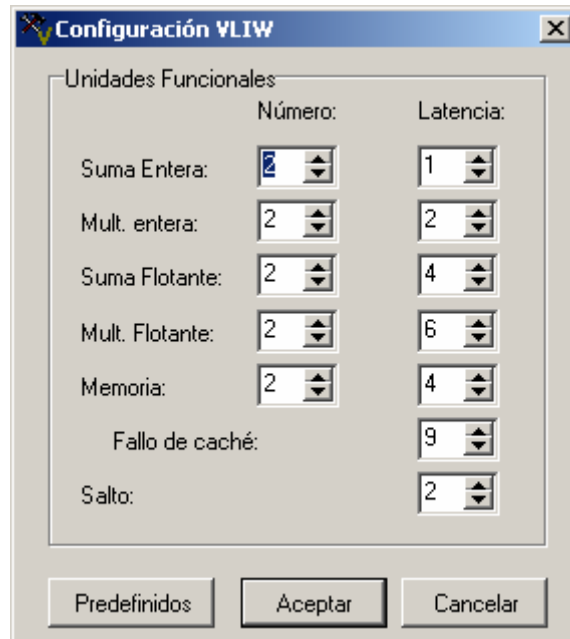 Configuración VLIW
Unidades Funcionales
Número: Latencia:
Suma Entera: 2 1
Mult. entera: 2 2
Suma Flotante: 2 4
Mult. Flotante: 2 6
Memoria: 2 4
Fallo de caché: 9
Salto: 2
Predefinidos Aceptar Cancelar